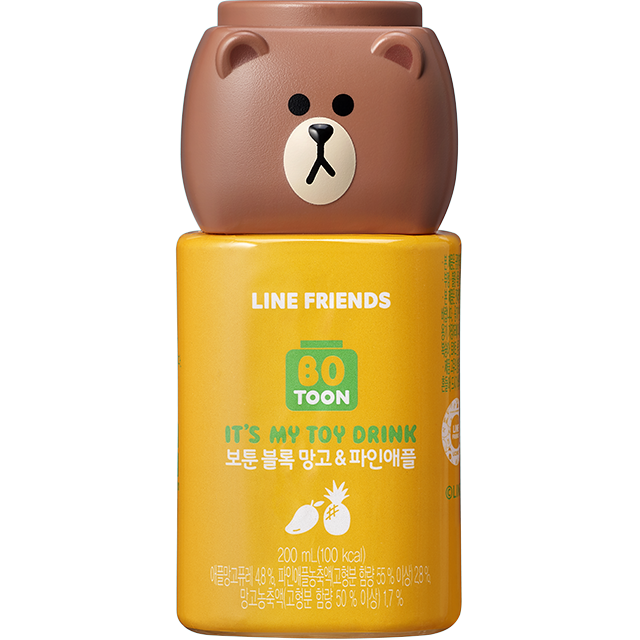 LINE FRIENDS
BO
TOON
IT'S MY TOY DRINK
보툰 블록 망고 & 파인애플
200 mL(100 kcal)
애플망고퓨레 4.8 %, 파인애플농축액(고형분 함량 55 % 이상) 2.8 %,
망고농축액(고형분 함량 50 % 이상) 1.7 %